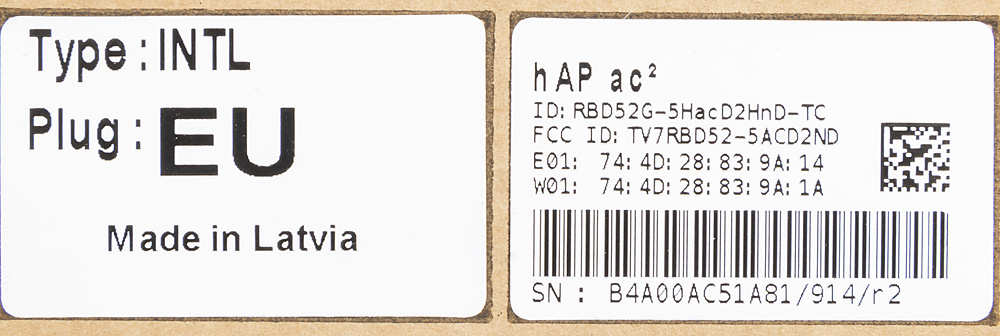 Type : INTL
Plug : EU
Made in Latvia
hAP ac²
ID: RBD52G-5HacD2HnD-TC
FCC ID: TV7RBD52-5ACD2ND
E01: 74:4D:28:83:9A:14
W01: 74:4D:28:83:9A:1A
SN : B4A00AC51A81/914/r2